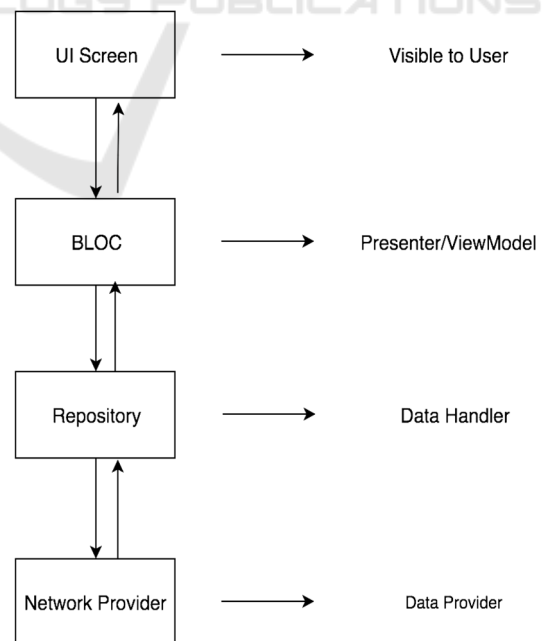 UI Screen Visible to User
BLOC Presenter/ViewModel
Repository Data Handler
Network Provider Data Provider